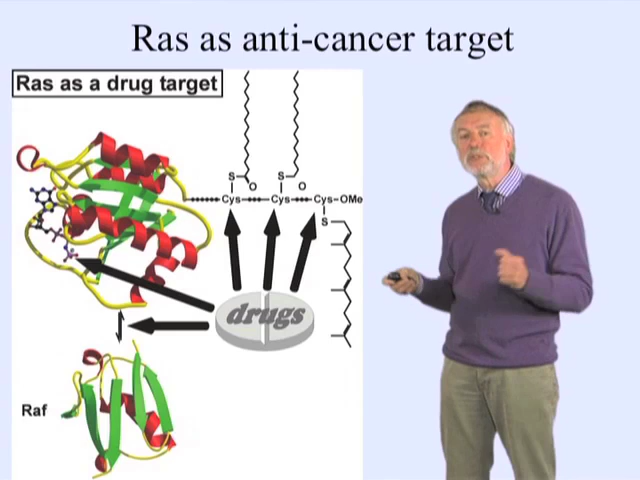 Ras as anti-cancer target
Ras as a drug target
S
O
S
O
Cys
Cys
Cys-OMe
S
drugs
Raf